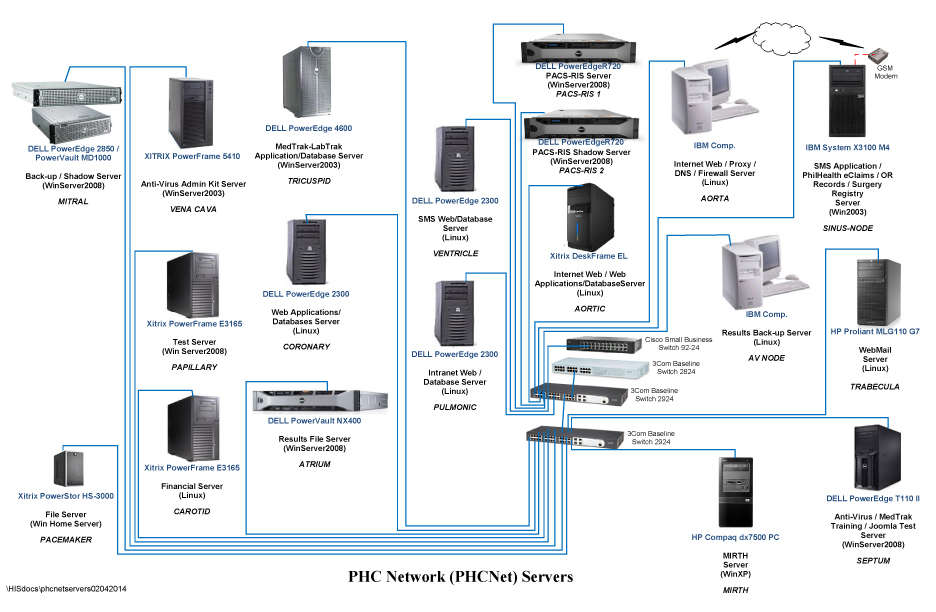 DELL PowerEdge 2850 /
PowerVault MD1000
Back-up / Shadow Server
(WinServer2008)
MITRAL
XITRIX PowerFrame 5410
Anti-Virus Admin Kit Server
(WinServer2003)
VENA CAVA
DELL PowerEdge 4600
MedTrak-LabTrak
Application/Database Server
(WinServer2003)
TRICUSPID
DELL PowerEdge 2300
SMS Web/Database
Server
(Linux)
VENTRICLE
DELL PowerEdgeR720
PACS-RIS Server
(WinServer2008)
PACS-RIS 1
DELL PowerEdgeR720
PACS-RIS Shadow Server
(WinServer2008)
PACS-RIS 2
IBM Comp.
Internet Web / Proxy /
DNS / Firewall Server
(Linux)
AORTA
GSM
Modem
IBM System X3100 M4
SMS Application /
PhilHealth eClaims / OR
Records / Surgery
Registry
Server
(Win2003)
SINUS-NODE
Xitrix PowerFrame E3165
Test Server
(Win Server2008)
PAPILLARY
DELL PowerEdge 2300
Web Applications/
Databases Server
(Linux)
CORONARY
DELL PowerEdge 2300
Intranet Web /
Database Server
(Linux)
PULMONIC
Xitrix DeskFrame EL
Internet Web / Web
Applications/DatabaseServer
(Linux)
AORTIC
IBM Comp.
Results Back-up Server
(Linux)
AV NODE
HP Proliant MLG110 G7
WebMail
Server
(Linux)
TRABECULA
Cisco Small Business
Switch 92-24
3Com Baseline
Switch 2824
3Com Baseline
Switch 2924
3Com Baseline
Switch 2924
Xitrix PowerStor HS-3000
File Server
(Win Home Server)
PACEMAKER
Xitrix PowerFrame E3165
Financial Server
(Linux)
CAROTID
DELL PowerVault NX400
Results File Server
(WinServer2008)
ATRIUM
HP Compaq dx7500 PC
MIRTH
Server
(WinXP)
MIRTH
DELL PowerEdge T110 II
Anti-Virus / MedTrak
Training / Joomla Test
Server
(WinServer2008)
SEPTUM
PHC Network (PHCNet) Servers
\HISdocs\phcnetservers02042014